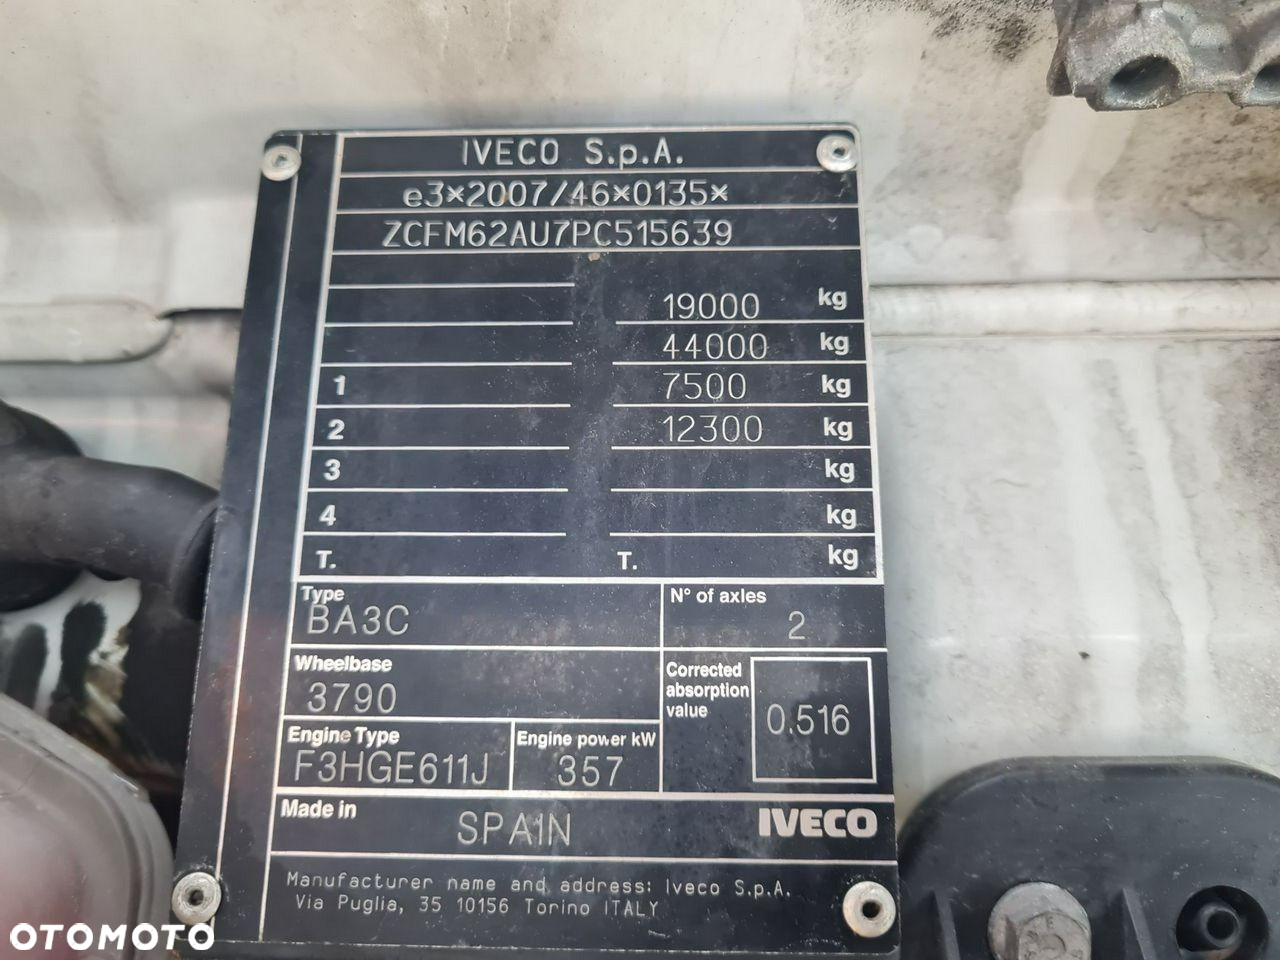 IVECO S.p.A.
e3×2007/46×0135×
ZCFM62AU7PC515639
19000 kg
44000 kg
1 7500 kg
2 12300 kg
3 kg
4 kg
T. T. kg
Type
BA3C
N° of axles
2
Wheelbase
3790
Corrected
absorption
value
0.516
Engine Type
F3HGE611J
Engine power kW
357
Made in
SPAIN
IVECO
Manufacturer name and address: Iveco S.p.A.
Via Puglia, 35 10156 Torino ITALY
OTOMOTO